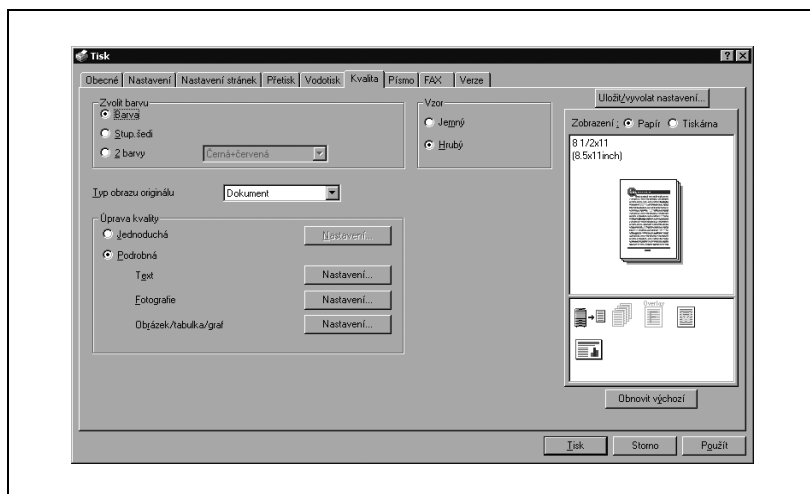 Tisk
Obecné Nastavení Nastavení stránek Přetisk Vodotisk Kvalita Písmo FAX Verze
Zvolit barvu
Barva
Stup.šedi
2 barvy Černá+červená
Typ obrazu originálu Dokument
Úprava kvality
Jednoduchá Nastavení...
Podrobná
Text Nastavení...
Fotografie Nastavení...
Obrázek/tabulka/graf Nastavení...
Vzor
Jemný
Hrubý
Uložit/vyvolat nastavení...
Zobrazení : Papír Tiskárna
8 1/2x11
(8.5x11inch)
Overlay
Obnovit výchozí
Tisk Storno Použít